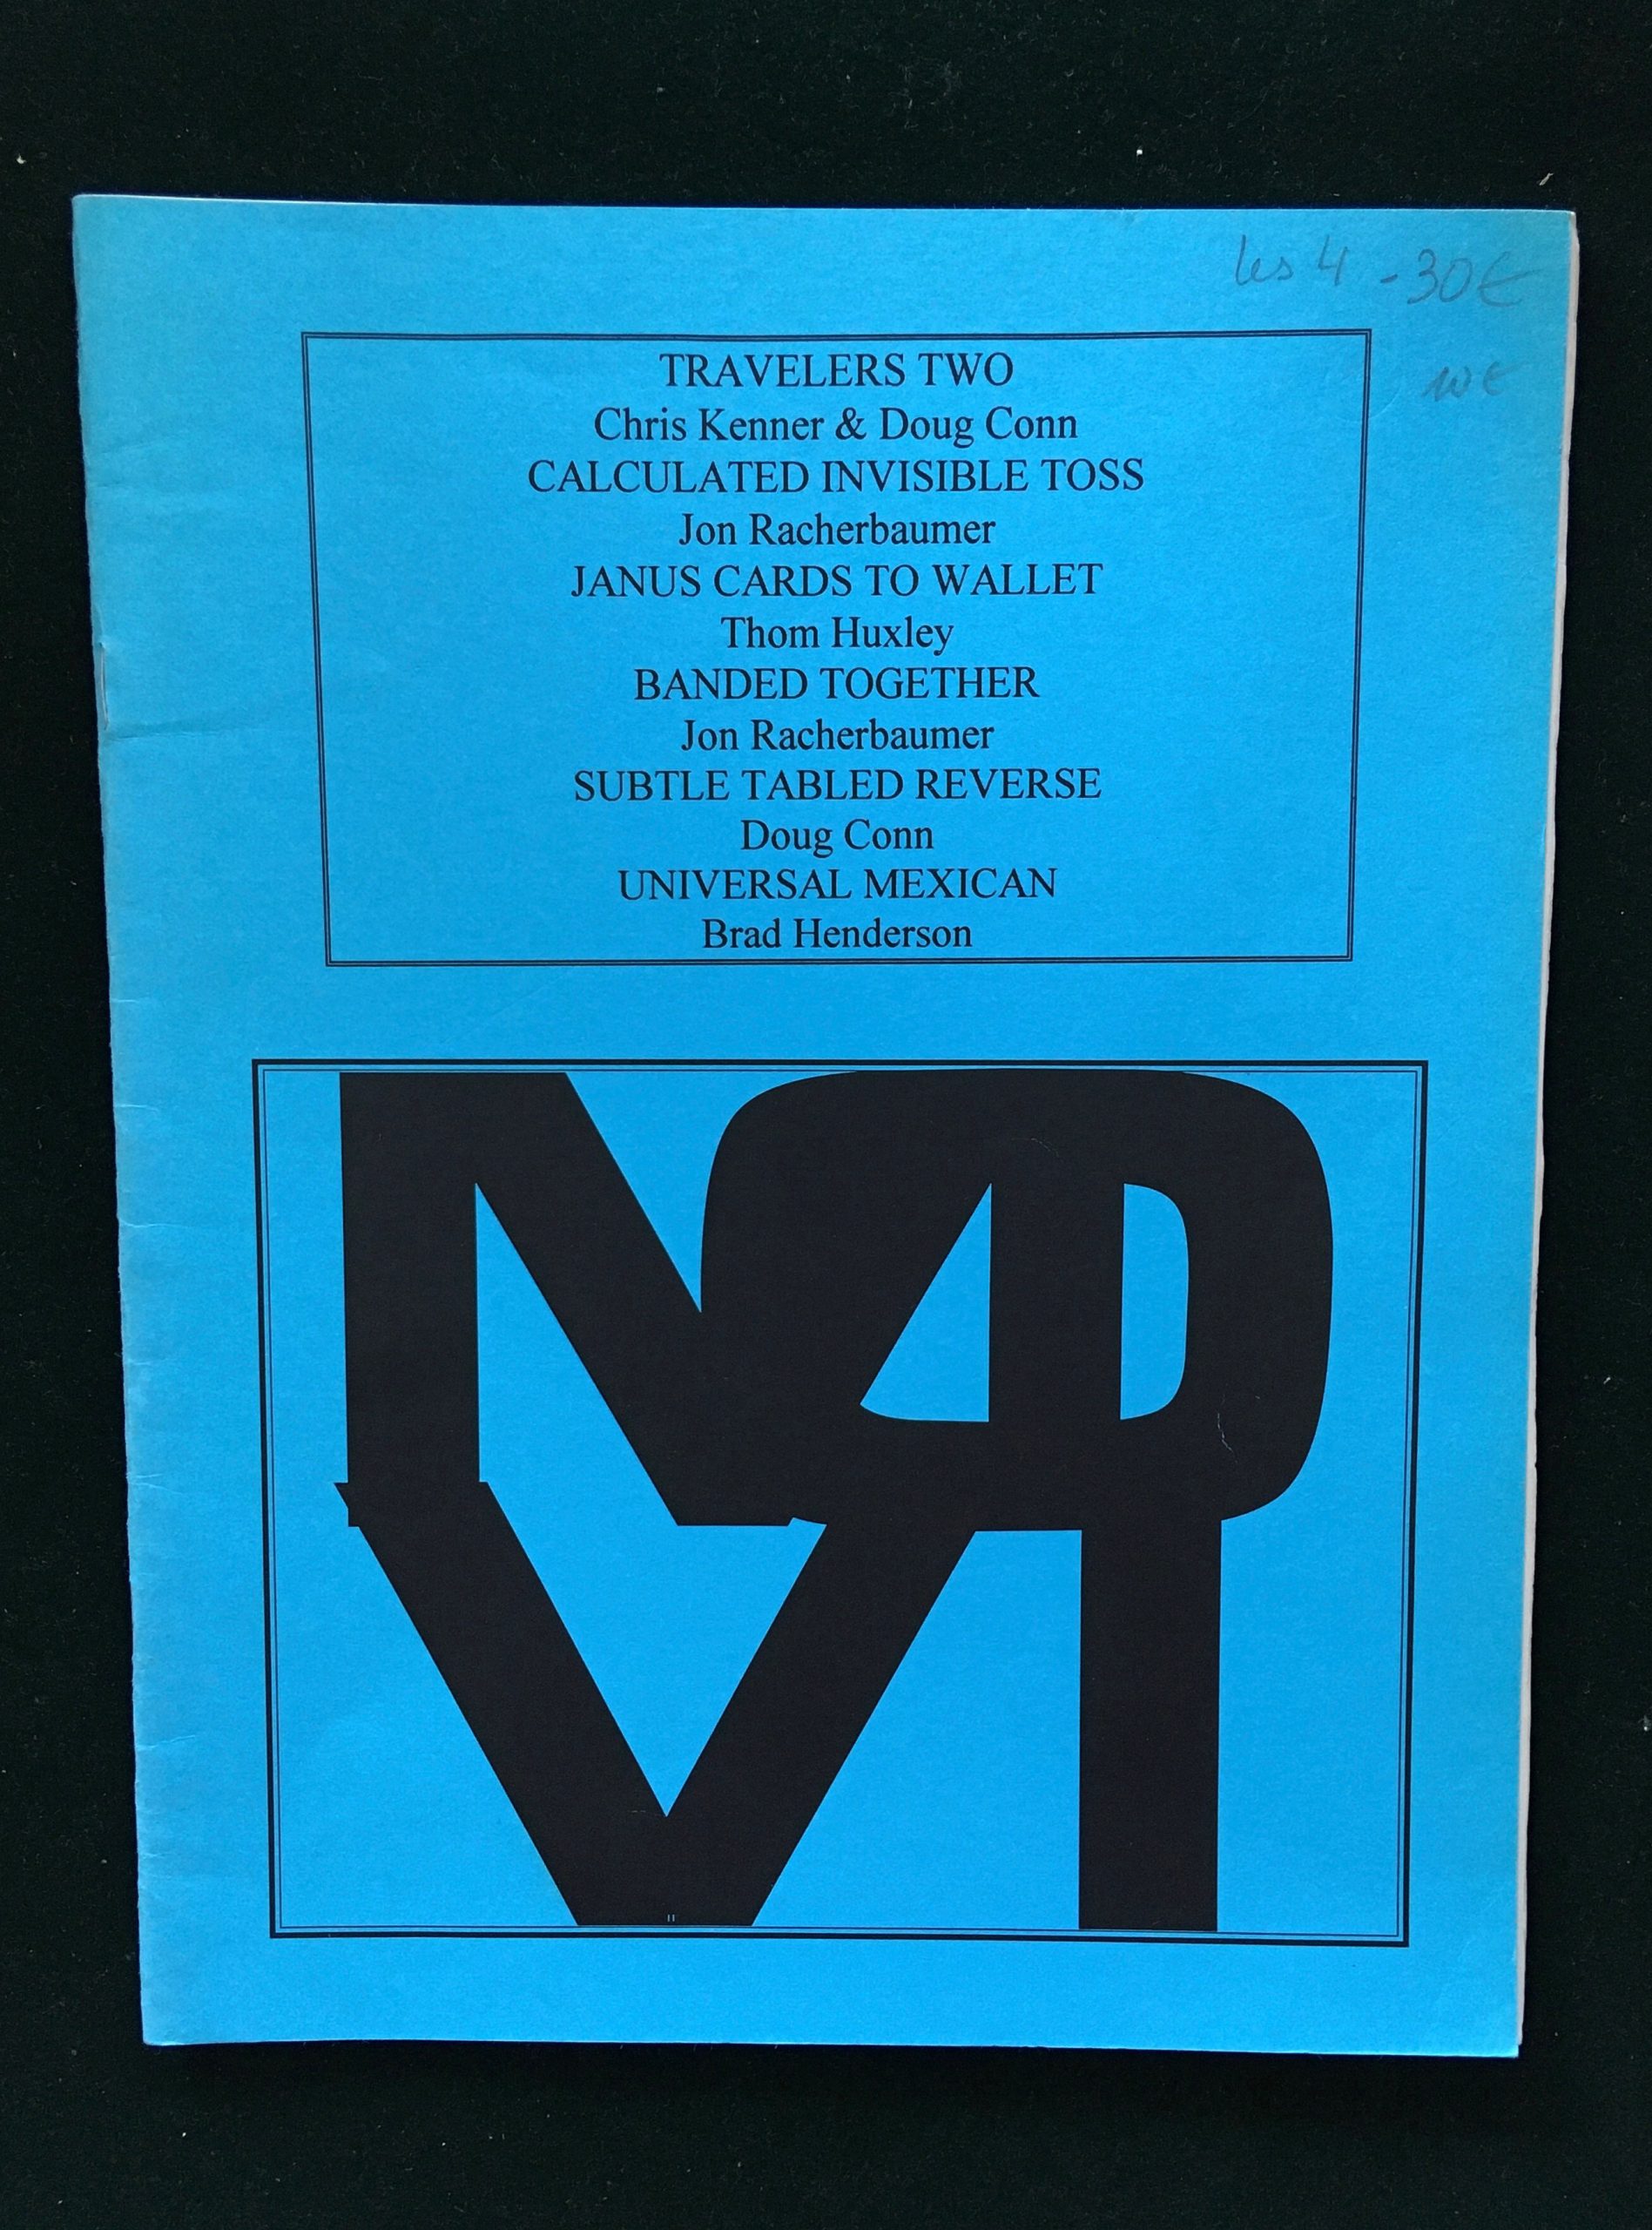 les 4 - 30€
10€
TRAVELERS TWO
Chris Kenner & Doug Conn
CALCULATED INVISIBLE TOSS
Jon Racherbaumer
JANUS CARDS TO WALLET
Thom Huxley
BANDED TOGETHER
Jon Racherbaumer
SUBTLE TABLED REVERSE
Doug Conn
UNIVERSAL MEXICAN
Brad Henderson